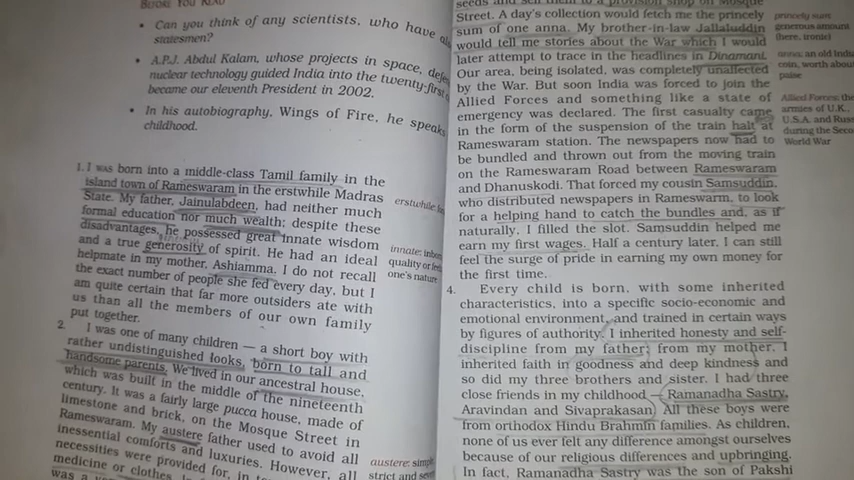 BEFORE YOU READ
• Can you think of any scientists, who have also
statesmen?
• A.P.J. Abdul Kalam, whose projects in space, defe
nuclear technology guided India into the twenty-first
became our eleventh President in 2002.
• In his autobiography, Wings of Fire, he speaks
childhood.
1. I WAS born into a middle-class Tamil family in the
island town of Rameswaram in the erstwhile Madras
State. My father, Jainulabdeen, had neither much
formal education nor much wealth; despite these
disadvantages, he possessed great innate wisdom
and a true generosity of spirit. He had an ideal
helpmate in my mother, Ashiamma. I do not recall
the exact number of people she fed every day, but I
am quite certain that far more outsiders ate with
us than all the members of our own family
put together.
2. I was one of many children — a short boy with
rather undistinguished looks, born to tall and
handsome parents. We lived in our ancestral house,
which was built in the middle of the nineteenth
century. It was a fairly large pucca house, made of
limestone and brick, on the Mosque Street in
Rameswaram. My austere father used to avoid all
inessential comforts and luxuries. However, all
necessities were provided for, in
medicine or clothes.
was a
erstwhile:
innate: inbor
quality or fee
one's nature
austere: simple
strict and
seeds and sell them to a provision shop on Mosque
Street. A day's collection would fetch me the princely
sum of one anna. My brother-in-law Jallaluddin
would tell me stories about the War which I would
later attempt to trace in the headlines in Dinamani.
Our area, being isolated, was completely unaffected
by the War. But soon India was forced to join the
Allied Forces and something like a state of
emergency was declared. The first casualty came
in the form of the suspension of the train halt at
Rameswaram station. The newspapers now had to
be bundled and thrown out from the moving train
on the Rameswaram Road between Rameswaram
and Dhanuskodi. That forced my cousin Samsuddin,
who distributed newspapers in Rameswarm, to look
for a helping hand to catch the bundles and, as if
naturally, I filled the slot. Samsuddin helped me
earn my first wages. Half a century later, I can still
feel the surge of pride in earning my own money for
the first time.
4. Every child is born, with some inherited
characteristics, into a specific socio-economic and
emotional environment, and trained in certain ways
by figures of authority. I inherited honesty and self-
discipline from my father; from my mother, I
inherited faith in goodness and deep kindness and
so did my three brothers and sister. I had three
close friends in my childhood — Ramanadha Sastry,
Aravindan and Sivaprakasan. All these boys were
from orthodox Hindu Brahmin families. As children,
none of us ever felt any difference amongst ourselves
because of our religious differences and upbringing.
In fact, Ramanadha Sastry was the son of Pakshi
princely sum:
generous amount
(here, ironic)
anna: an old Indi
coin, worth about
paise
Allied Forces: the
armies of U.K.,
U.S.A. and Russ
during the Seco
World War